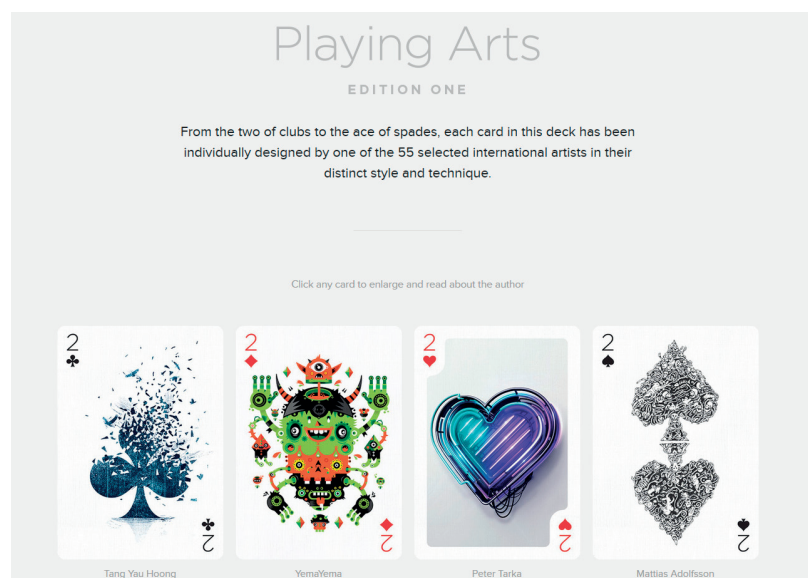 Playing Arts
EDITION ONE
From the two of clubs to the ace of spades, each card in this deck has been
individually designed by one of the 55 selected international artists in their
distinct style and technique.
Click any card to enlarge and read about the author
2 2 2 2
2 2 2 2
Tang Yau Hoong YemaYema Peter Tarka Mattias Adolfsson